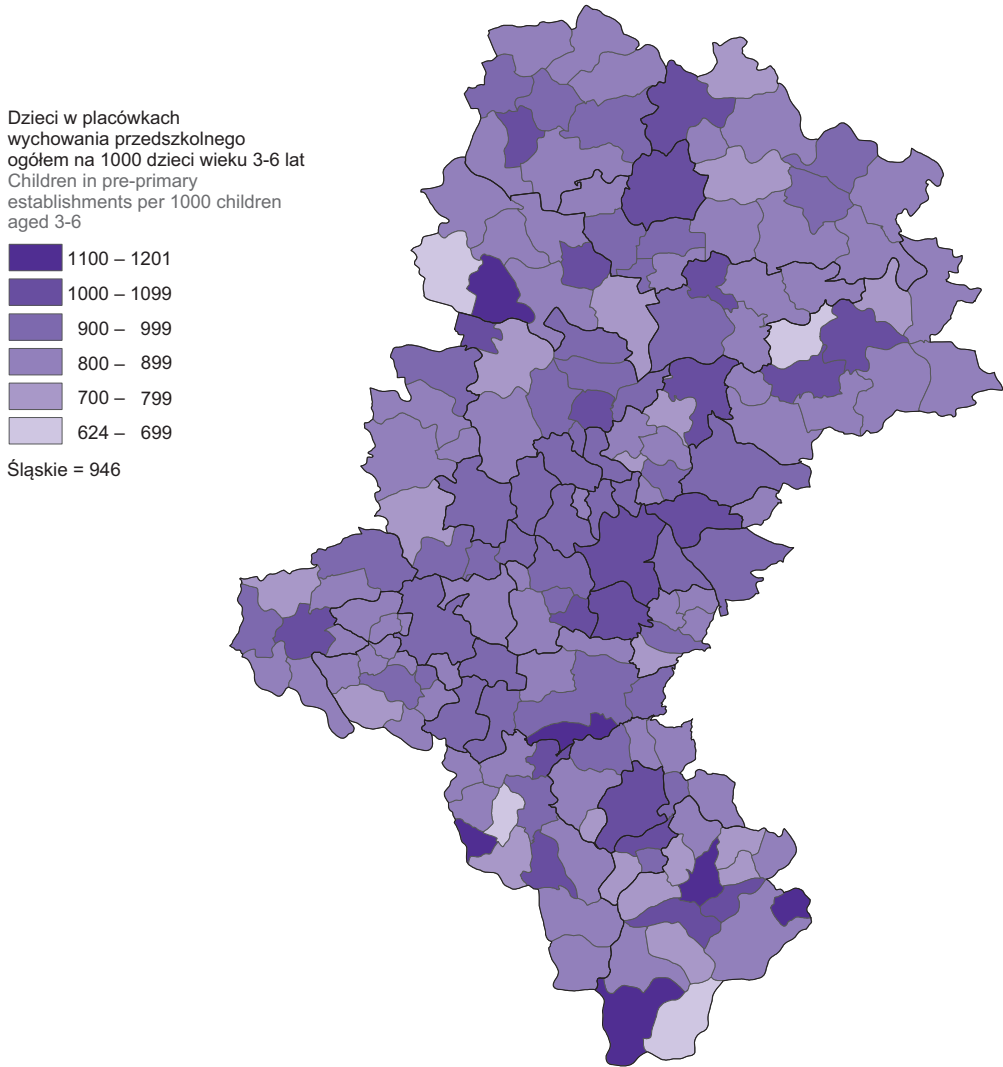 Dzieci w placówkach
wychowania przedszkolnego
ogółem na 1000 dzieci wieku 3-6 lat
Children in pre-primary
establishments per 1000 children
aged 3-6
1100 – 1201
1000 – 1099
900 – 999
800 – 899
700 – 799
624 – 699
Śląskie = 946